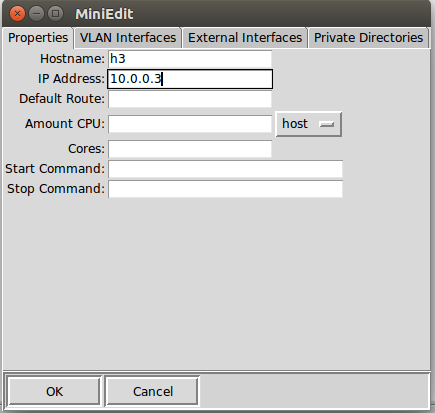 MiniEdit
Properties VLAN Interfaces External Interfaces Private Directories
Hostname: h3
IP Address: 10.0.0.3
Default Route:
Amount CPU: host
Cores:
Start Command:
Stop Command:
OK Cancel